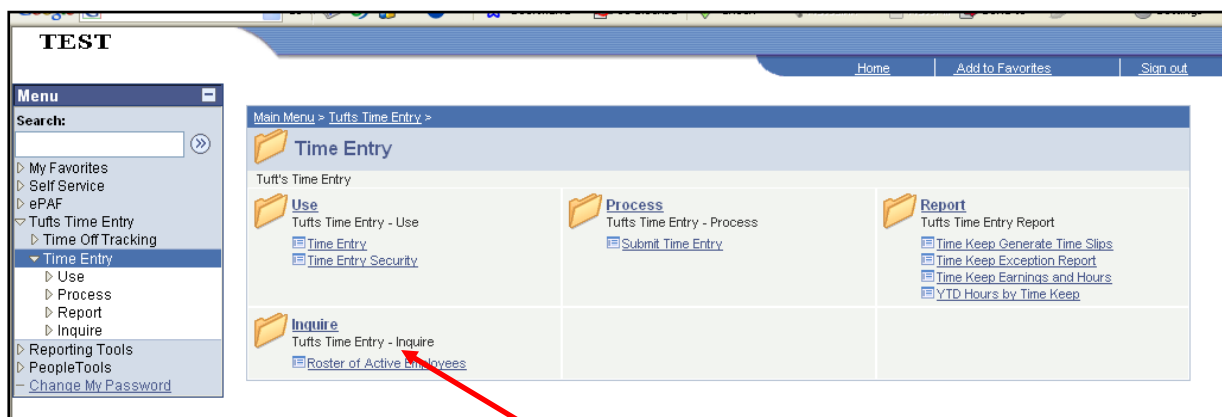 TEST
Home
Add to Favorites
Sign out
Menu
Search:
My Favorites
Self Service
ePAF
Tufts Time Entry
Time Off Tracking
Time Entry
Use
Process
Report
Inquire
Reporting Tools
PeopleTools
Change My Password
Main Menu > Tufts Time Entry >
Time Entry
Tuft's Time Entry
Use
Tufts Time Entry - Use
Time Entry
Time Entry Security
Process
Tufts Time Entry - Process
Submit Time Entry
Report
Tufts Time Entry Report
Time Keep Generate Time Slips
Time Keep Exception Report
Time Keep Earnings and Hours
YTD Hours by Time Keep
Inquire
Tufts Time Entry - Inquire
Roster of Active Employees